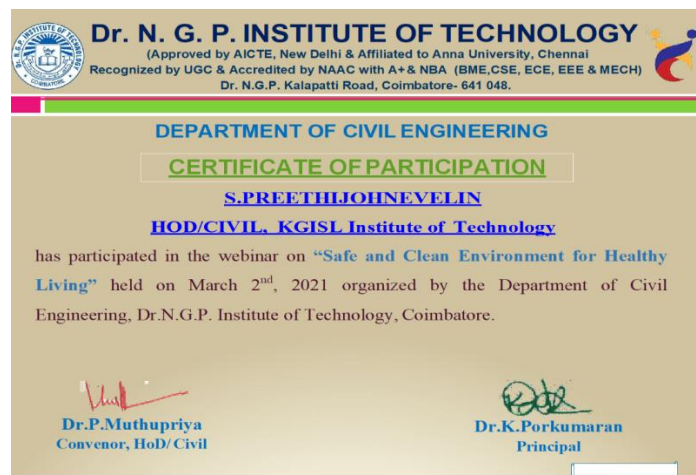 Dr. N. G. P. INSTITUTE OF TECHNOLOGY
(Approved by AICTE, New Delhi & Affiliated to Anna University, Chennai
Recognized by UGC & Accredited by NAAC with A+ & NBA (BME,CSE, ECE, EEE & MECH)
Dr. N.G.P. Kalapatti Road, Coimbatore- 641 048.
DEPARTMENT OF CIVIL ENGINEERING
CERTIFICATE OF PARTICIPATION
S.PREETHIJOHNEVELIN
HOD/CIVIL, KGISL Institute of Technology
has participated in the webinar on “Safe and Clean Environment for Healthy
Living” held on March 2nd, 2021 organized by the Department of Civil
Engineering, Dr.N.G.P. Institute of Technology, Coimbatore.
Dr.P.Muthupriya
Convenor, HoD/ Civil
Dr.K.Porkumaran
Principal